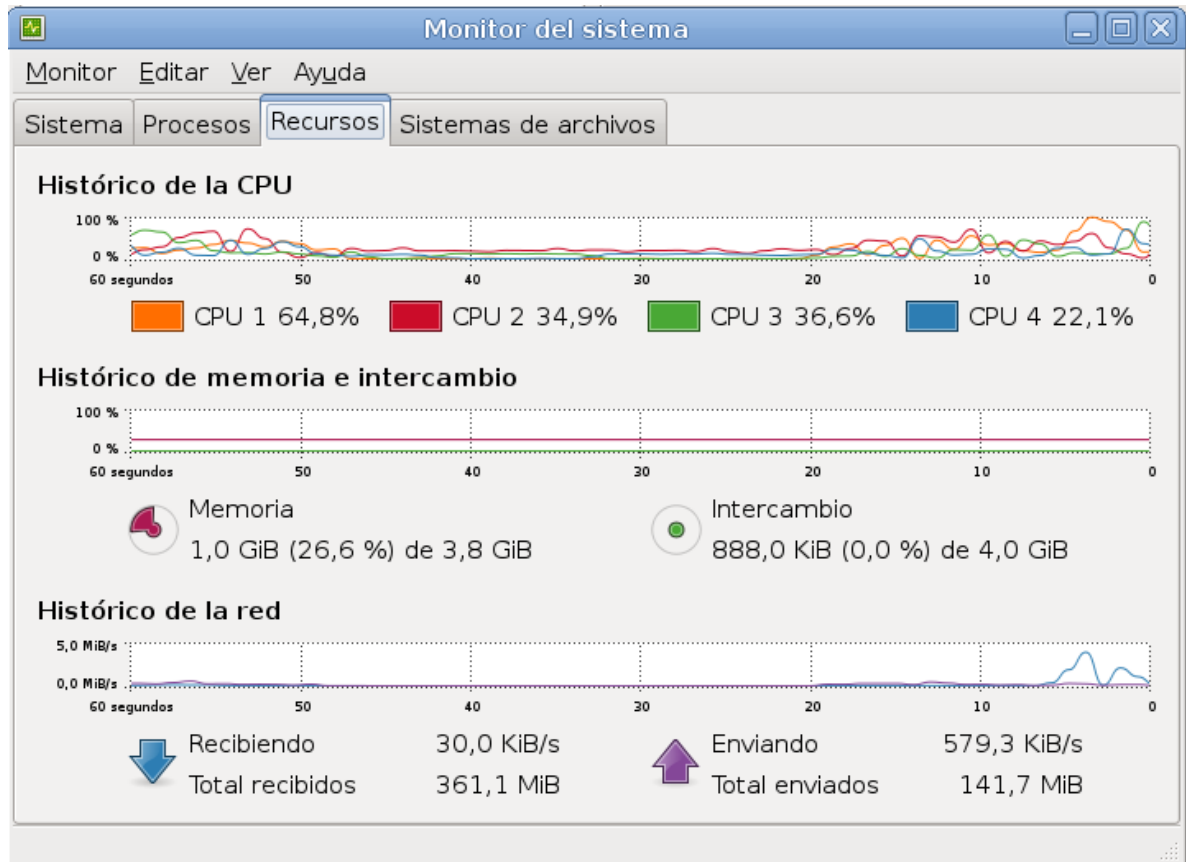 Monitor del sistema
Monitor Editar Ver Ayuda
Sistema Procesos Recursos Sistemas de archivos
Histórico de la CPU
100 %
0 %
60 segundos 50 40 30 20 10 0
CPU 1 64,8% CPU 2 34,9% CPU 3 36,6% CPU 4 22,1%
Histórico de memoria e intercambio
100 %
0 %
60 segundos 50 40 30 20 10 0
Memoria Intercambio
1,0 GiB (26,6 %) de 3,8 GiB 888,0 KiB (0,0 %) de 4,0 GiB
Histórico de la red
5,0 MiB/s
0,0 MiB/s
60 segundos 50 40 30 20 10 0
Recibiendo 30,0 KiB/s Enviando 579,3 KiB/s
Total recibidos 361,1 MiB Total enviados 141,7 MiB